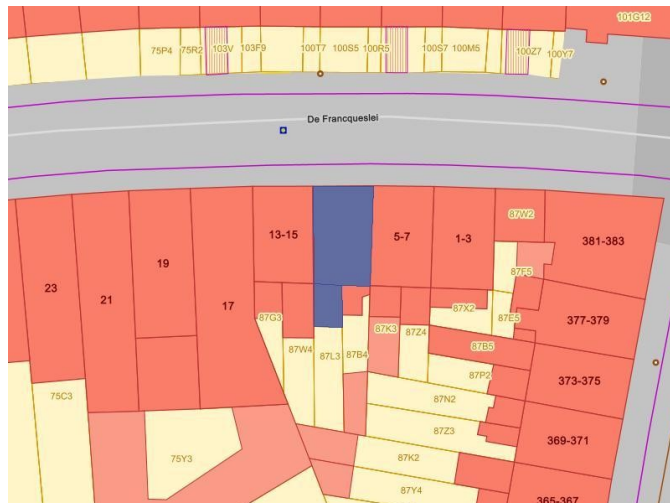 101G12
75P4 75R2 103V 103F9 100T7 100S5 100R5 100S7 100M5 100Z7 100Y7
De Francqueslei
13-15 5-7 1-3 87W2 381-383
19 87F5
23 21 17
87G3 87X2 87E5 377-379
87K3 87Z4
87W4 87L3 87B4 87B5
87P2 373-375
75C3 87N2
87Z3 369-371
75Y3 87K2
87Y4 365-367